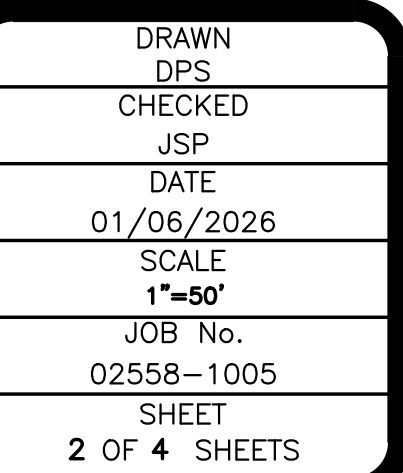 DRAWN
DPS
CHECKED
JSP
DATE
01/06/2026
SCALE
1"=50'
JOB No.
02558-1005
SHEET
2 OF 4 SHEETS